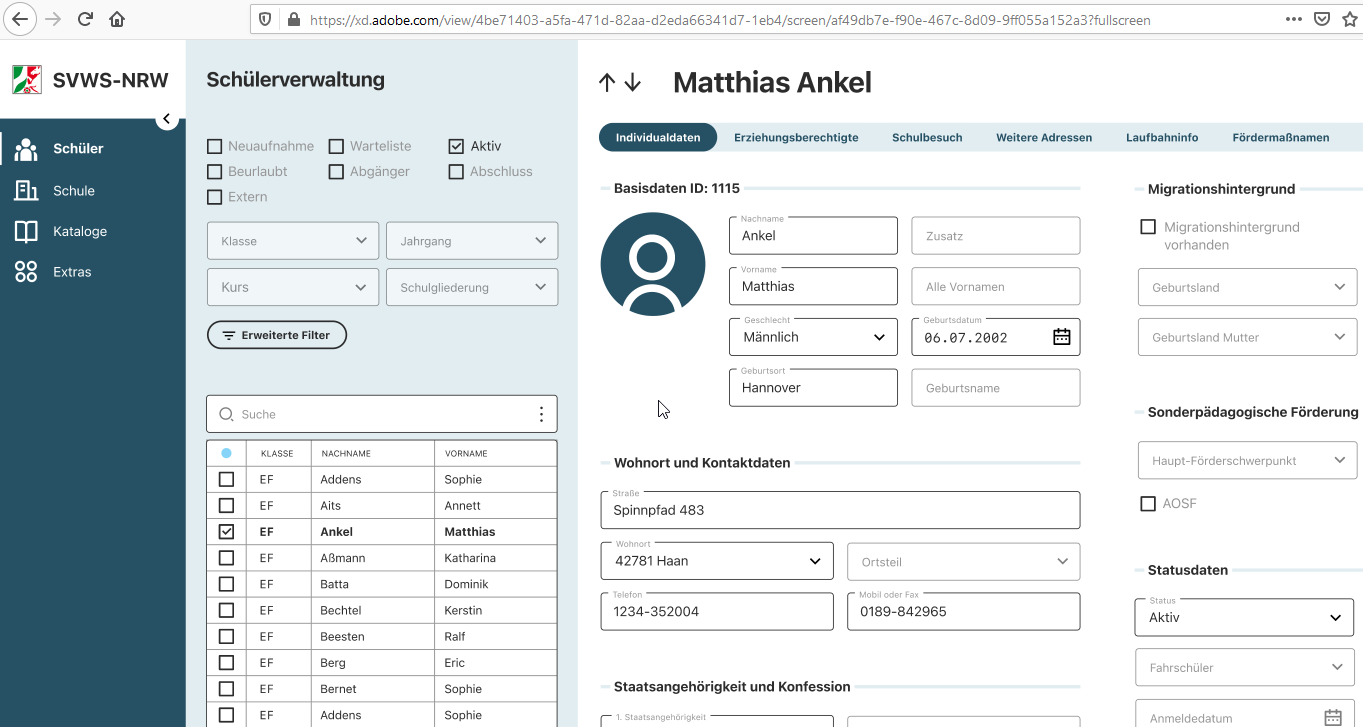 https://xd.adobe.com/view/4be71403-a5fa-471d-82aa-d2eda66341d7-1eb4/screen/af49db7e-f90e-467c-8d09-9ff055a152a3?fullscreen
SVWS-NRW
Schüler
Schule
Kataloge
Extras
Schülerverwaltung
Neuaufnahme Warteliste Aktiv
Beurlaubt Abgänger Abschluss
Extern
Klasse Jahrgang
Kurs Schulgliederung
Erweiterte Filter
Suche
KLASSE NACHNAME VORNAME
EF Addens Sophie
EF Aits Annett
EF Ankel Matthias
EF Aßmann Katharina
EF Batta Dominik
EF Bechtel Kerstin
EF Beesten Ralf
EF Berg Eric
EF Bernet Sophie
EF Addens Sophie
Matthias Ankel
Individualdaten Erziehungsberechtigte Schulbesuch Weitere Adressen Laufbahninfo Fördermaßnamen
Basisdaten ID: 1115
Nachname
Ankel Zusatz
Vorname
Matthias Alle Vornamen
Geschlecht Geburtsdatum
Männlich 06.07.2002
Geburtsort
Hannover Geburtsname
Wohnort und Kontaktdaten
Straße
Spinnpfad 483
Wohnort
42781 Haan Ortsteil
Telefon Mobil oder Fax
1234-352004 0189-842965
Staatsangehörigkeit und Konfession
1. Staatsangehörigkeit
Migrationshintergrund
Migrationshintergrund
vorhanden
Geburtsland
Geburtsland Mutter
Sonderpädagogische Förderung
Haupt-Förderschwerpunkt
AOSF
Statusdaten
Status
Aktiv
Fahrschüler
Anmeldedatum